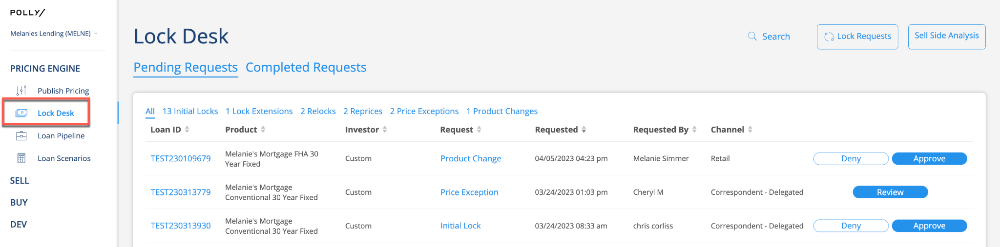 POLLY/
Melanies Lending (MELNE)
PRICING ENGINE
Publish Pricing
Lock Desk
Loan Pipeline
Loan Scenarios
SELL
BUY
DEV
Lock Desk
Search
Lock Requests
Sell Side Analysis
Pending Requests Completed Requests
All 13 Initial Locks 1 Lock Extensions 2 Relocks 2 Reprices 2 Price Exceptions 1 Product Changes
Loan ID Product Investor Request Requested Requested By Channel
TEST230109679 Melanie's Mortgage FHA 30 Custom Product Change 04/05/2023 04:23 pm Melanie Simmer Retail Deny Approve
Year Fixed
TEST230313779 Melanie's Mortgage Custom Price Exception 03/24/2023 01:03 pm Cheryl M Correspondent - Delegated Review
Conventional 30 Year Fixed
TEST230313930 Melanie's Mortgage Custom Initial Lock 03/24/2023 08:33 am chris corliss Correspondent - Delegated Deny Approve
Conventional 30 Year Fixed